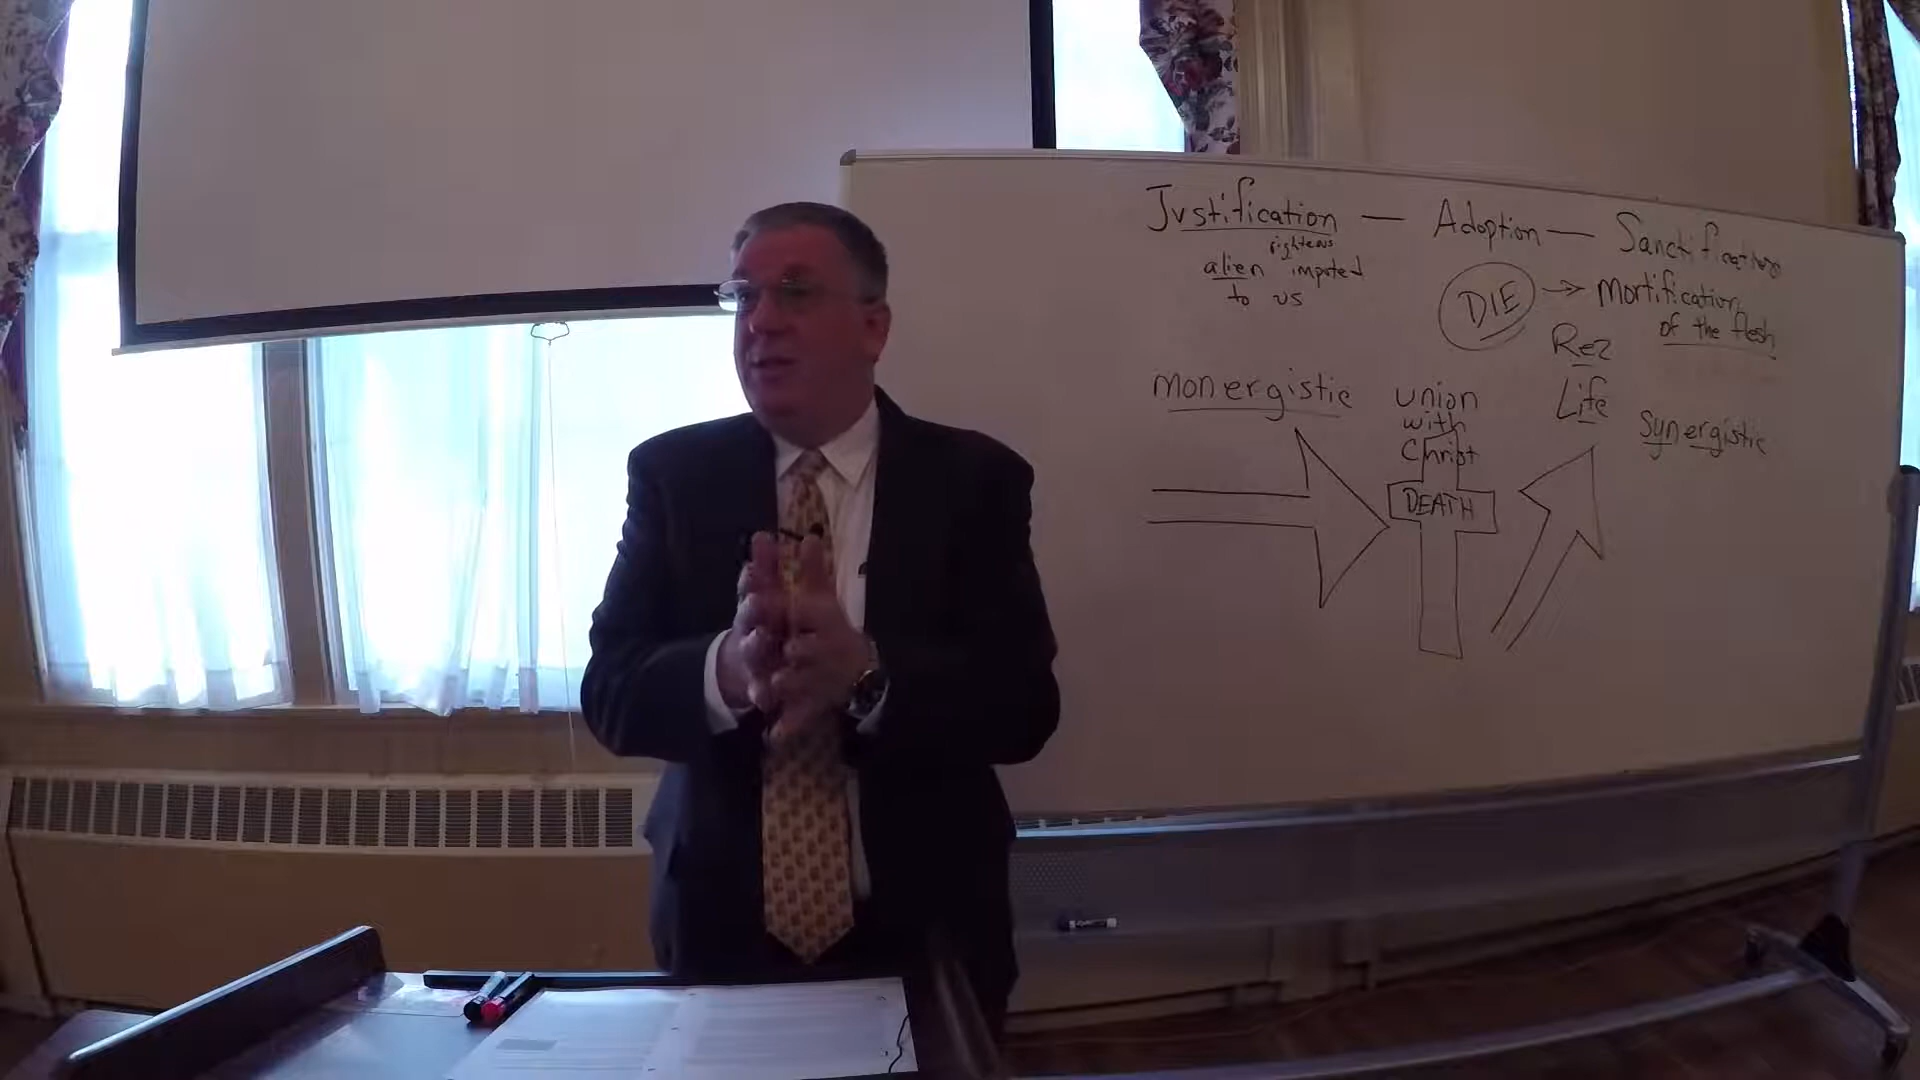 Justification — Adoption — Sanctification
righteous
alien imputed
to us
DIE → Mortification
of the flesh
Rez
Life
monergistic
union
with
Christ
synergistic
DEATH